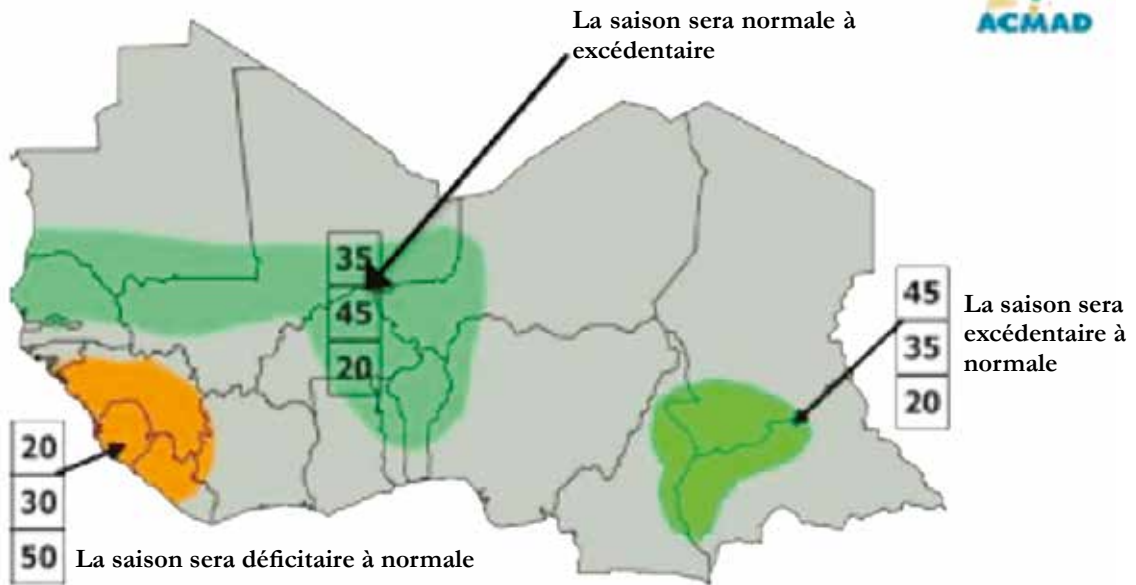 La saison sera normale à
excédentaire
ACMAD
35
45
20
45
35
20
La saison sera
excédentaire à
normale
20
30
50
La saison sera déficitaire à normale